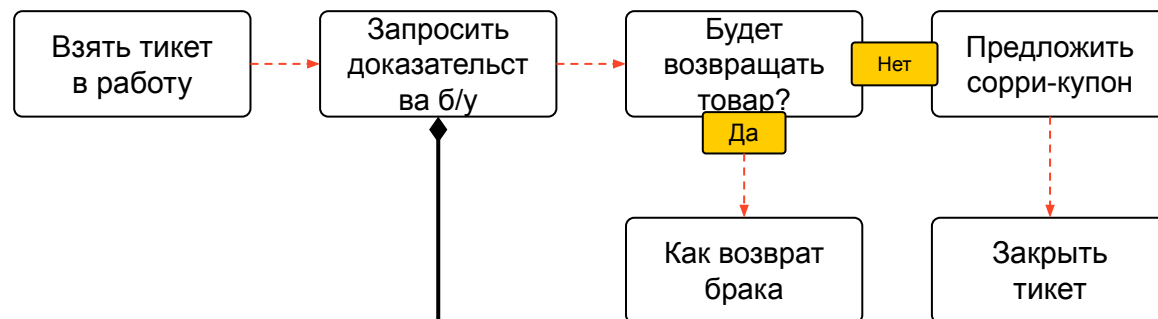 Взять тикет
в работу
Запросить
доказательст
ва б/у
Будет
возвращать
товар?
Нет
Предложить
сорри-купон
Да
Как возврат
брака
Закрыть
тикет